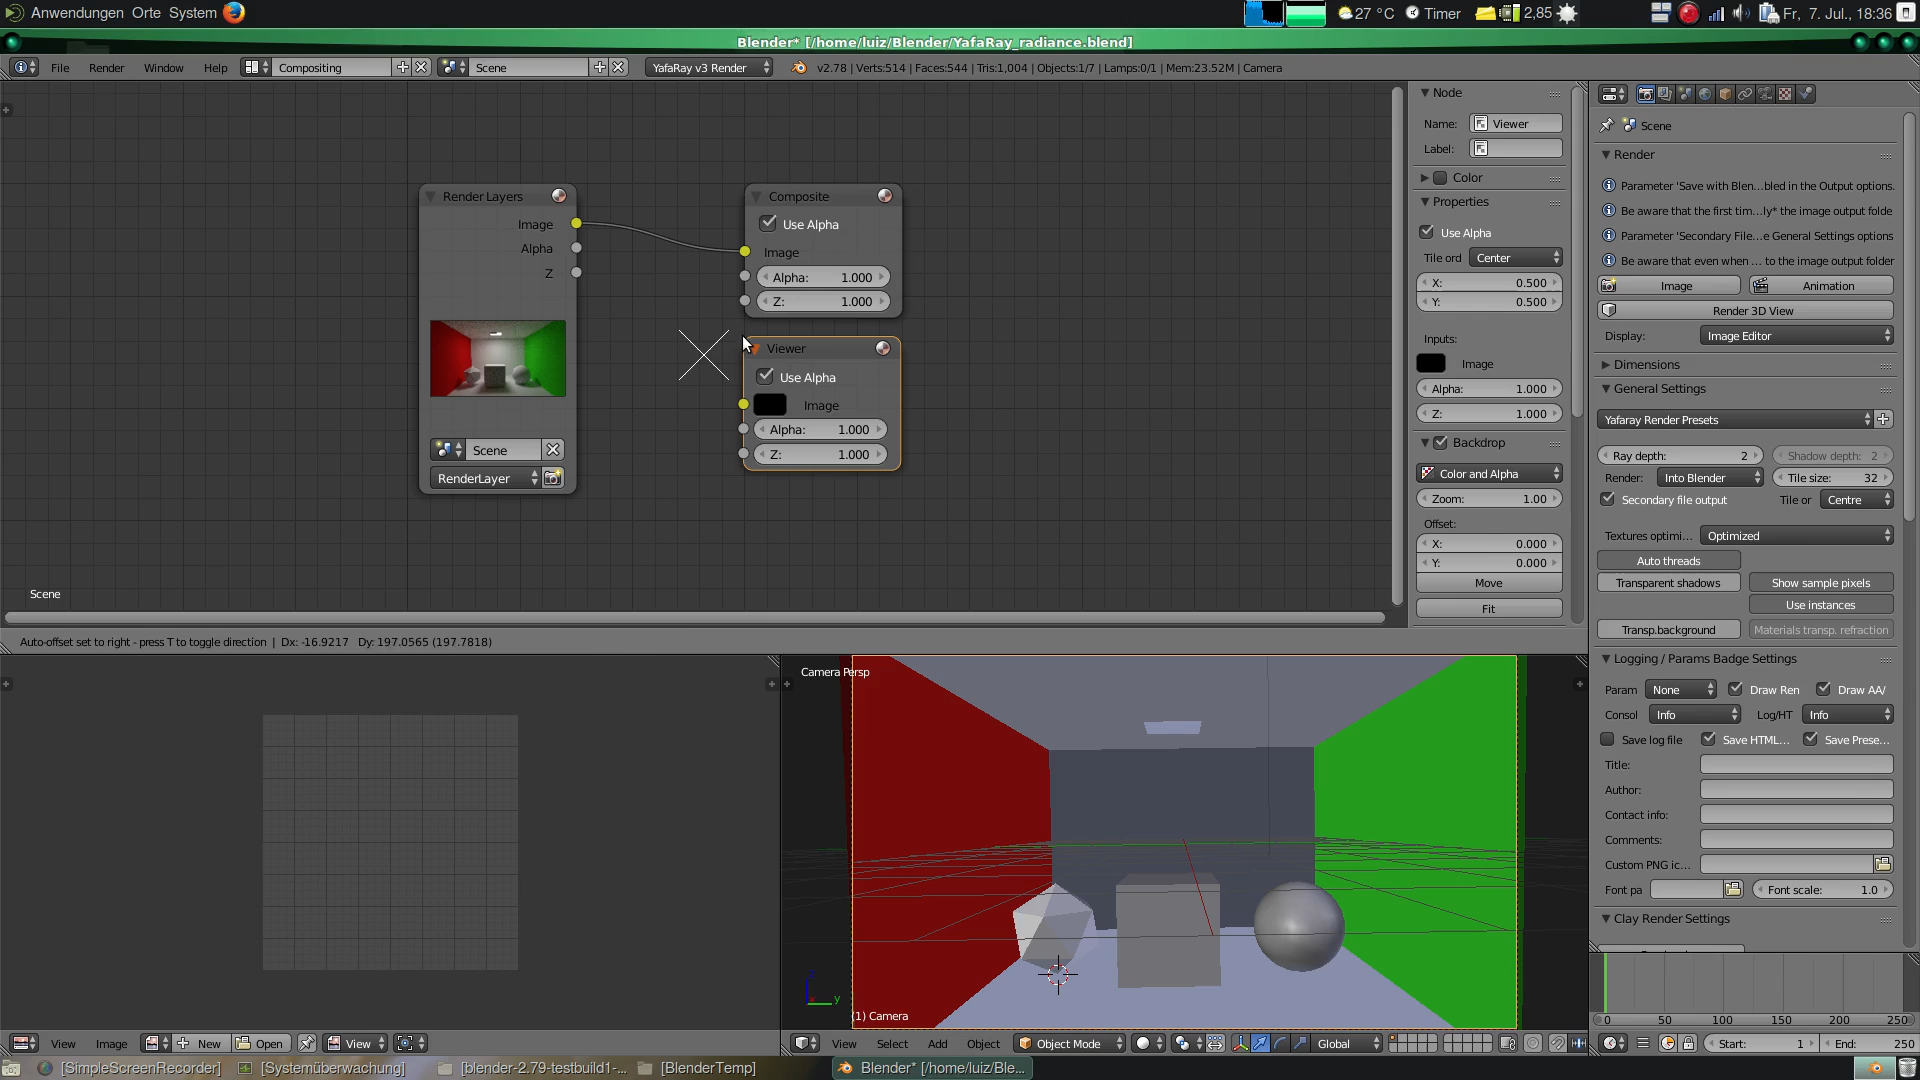 Anwendungen Orte System 27 °C Timer 2,85 Fr, 7. Jul., 18:36
Blender* [/home/luiz/Blender/YafaRay_radiance.blend]
File Render Window Help Compositing Scene YafaRay v3 Render v2.78 | Verts:514 | Faces:544 | Tris:1,004 | Objects:1/7 | Lamps:0/1 | Mem:23.52M | Camera
Render Layers
Image
Alpha
Z
Scene
RenderLayer
Composite
Use Alpha
Image
Alpha: 1.000
Z: 1.000
Viewer
Use Alpha
Image
Alpha: 1.000
Z: 1.000
Scene
Auto-offset set to right - press T to toggle direction | Dx: -16.9217 Dy: 197.0565 (197.7818)
Node
Name: Viewer
Label:
Color
Properties
Use Alpha
Tile ord Center
X: 0.500
Y: 0.500
Inputs:
Image
Alpha: 1.000
Z: 1.000
Backdrop
Color and Alpha
Zoom: 1.00
Offset:
X: 0.000
Y: 0.000
Move
Fit
Scene
Render
Parameter 'Save with Blen...bled in the Output options.
Be aware that the first tim...ly* the image output folde
Parameter 'Secondary File...e General Settings options
Be aware that even when ... to the image output folder
Image Animation
Render 3D View
Display: Image Editor
Dimensions
General Settings
Yafaray Render Presets
Ray depth: 2 Shadow depth: 2
Render: Into Blender Tile size: 32
Secondary file output Tile or Centre
Textures optimi... Optimized
Auto threads
Transparent shadows Show sample pixels
Use instances
Transp.background Materials transp. refraction
Logging / Params Badge Settings
Param None Draw Ren Draw AA/
Consol Info Log/HT Info
Save log file Save HTML... Save Prese...
Title:
Author:
Contact info:
Comments:
Custom PNG ic...
Font pa Font scale: 1.0
Clay Render Settings
0 50 100 150 200 250
Start: 1 End: 250
Camera Persp
z
y
(1) Camera
View Image New Open View
View Select Add Object Object Mode Global
[SimpleScreenRecorder] [Systemüberwachung] [blender-2.79-testbuild1-... [BlenderTemp] Blender* [/home/luiz/Ble...